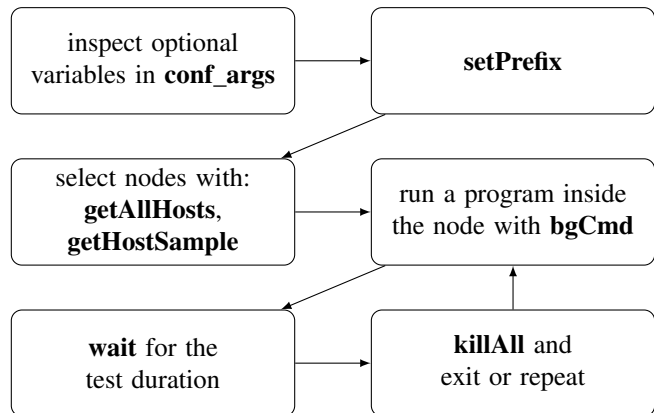 inspect optional
variables in conf_args
setPrefix
select nodes with:
getAllHosts,
getHostSample
run a program inside
the node with bgCmd
wait for the
test duration
killAll and
exit or repeat